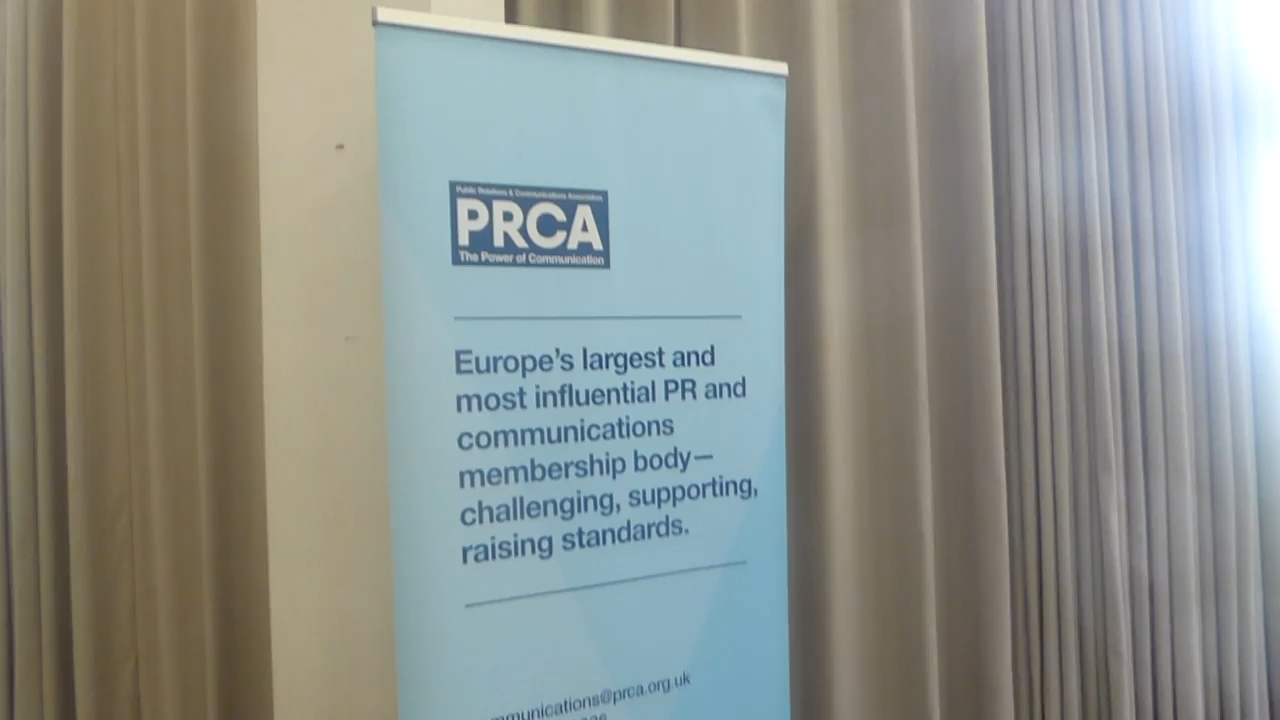 Public Relations & Communications Association
PRCA
The Power of Communication
Europe's largest and
most influential PR and
communications
membership body—
challenging, supporting,
raising standards.
mmunications@prca.org.uk